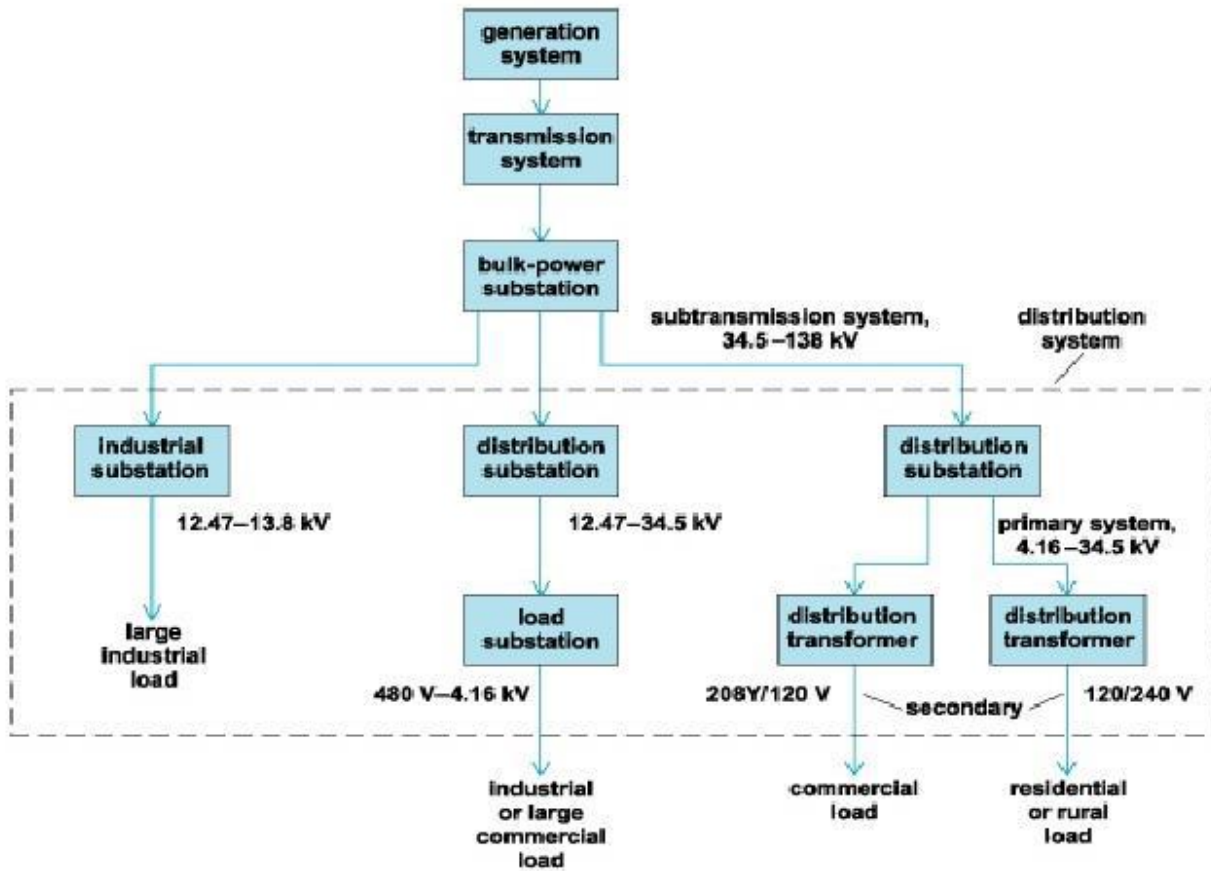 generation
system
transmission
system
bulk-power
substation
subtransmission system,
34.5–138 kV
distribution
system
industrial
substation
distribution
substation
distribution
substation
12.47–13.8 kV
12.47–34.5 kV
primary system,
4.16–34.5 kV
large
industrial
load
load
substation
distribution
transformer
distribution
transformer
480 V–4.16 kV
208Y/120 V
secondary
120/240 V
industrial
or large
commercial
load
commercial
load
residential
or rural
load